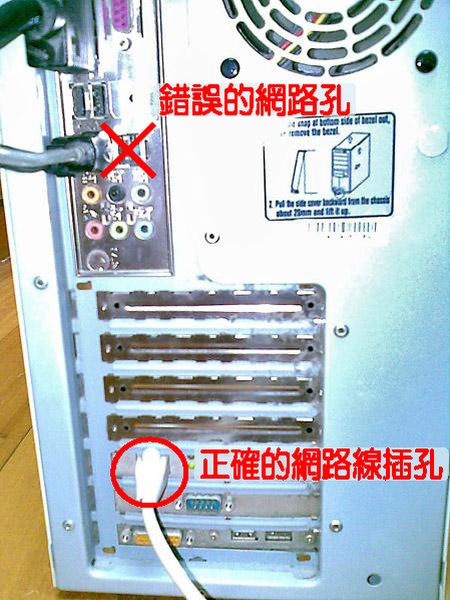 錯誤的網路孔
snap at bottom side of bezel out,
remove the bezel.
2. Pull the side cover backward from the chassis
about 20mm and lift it up.
正確的網路線插孔